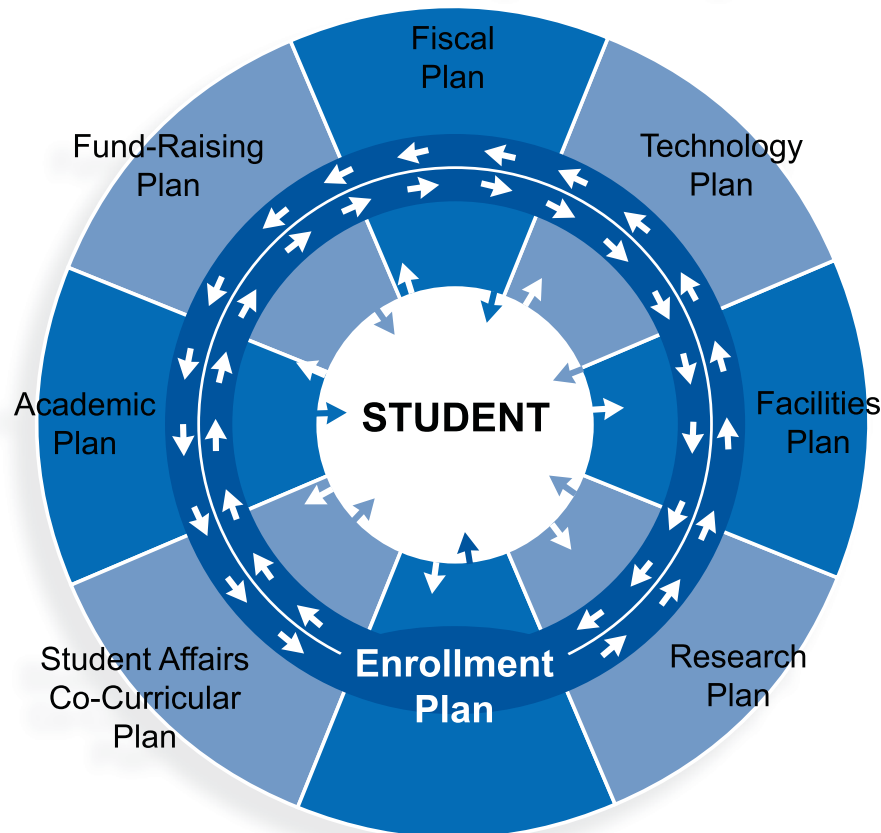 Fiscal
Plan
Fund-Raising
Plan
Technology
Plan
Academic
Plan
STUDENT
Facilities
Plan
Student Affairs
Co-Curricular
Plan
Enrollment
Plan
Research
Plan